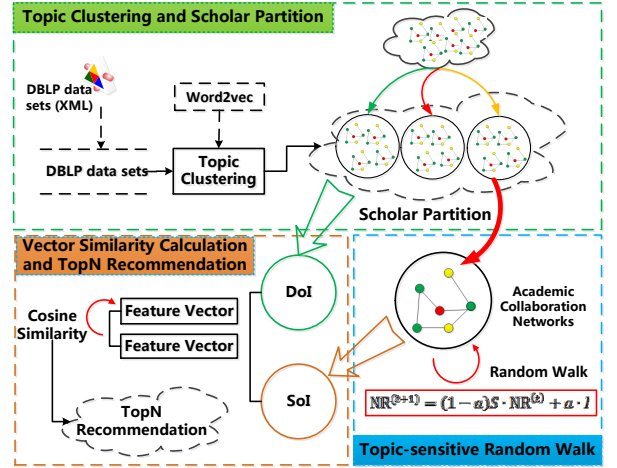 Topic Clustering and Scholar Partition
DBLP data
sets (XML)
Word2vec
DBLP data sets
Topic
Clustering
Scholar Partition
Vector Similarity Calculation
and TopN Recommendation
DoI
Cosine
Similarity
Feature Vector
Feature Vector
SoI
TopN
Recommendation
Academic
Collaboration
Networks
Random Walk
NR^(z+1) = (1−a)S · NR^(z) + a · l
Topic-sensitive Random Walk